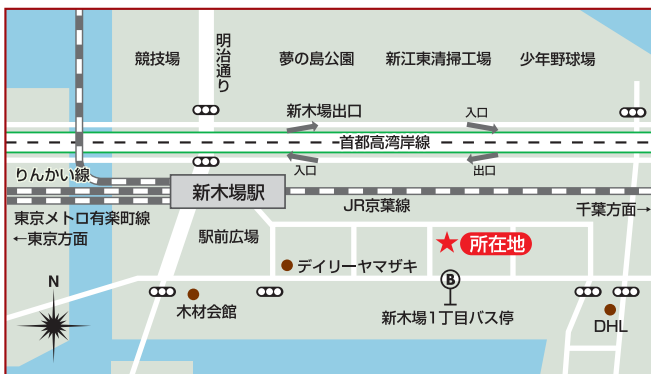 競技場
明治通り
夢の島公園
新江東清掃工場
少年野球場
新木場出口
入口
首都高湾岸線
入口
出口
りんかい線
新木場駅
JR京葉線
千葉方面→
東京メトロ有楽町線
←東京方面
駅前広場
★所在地
デイリーヤマザキ
B
N
木材会館
新木場1丁目バス停
DHL